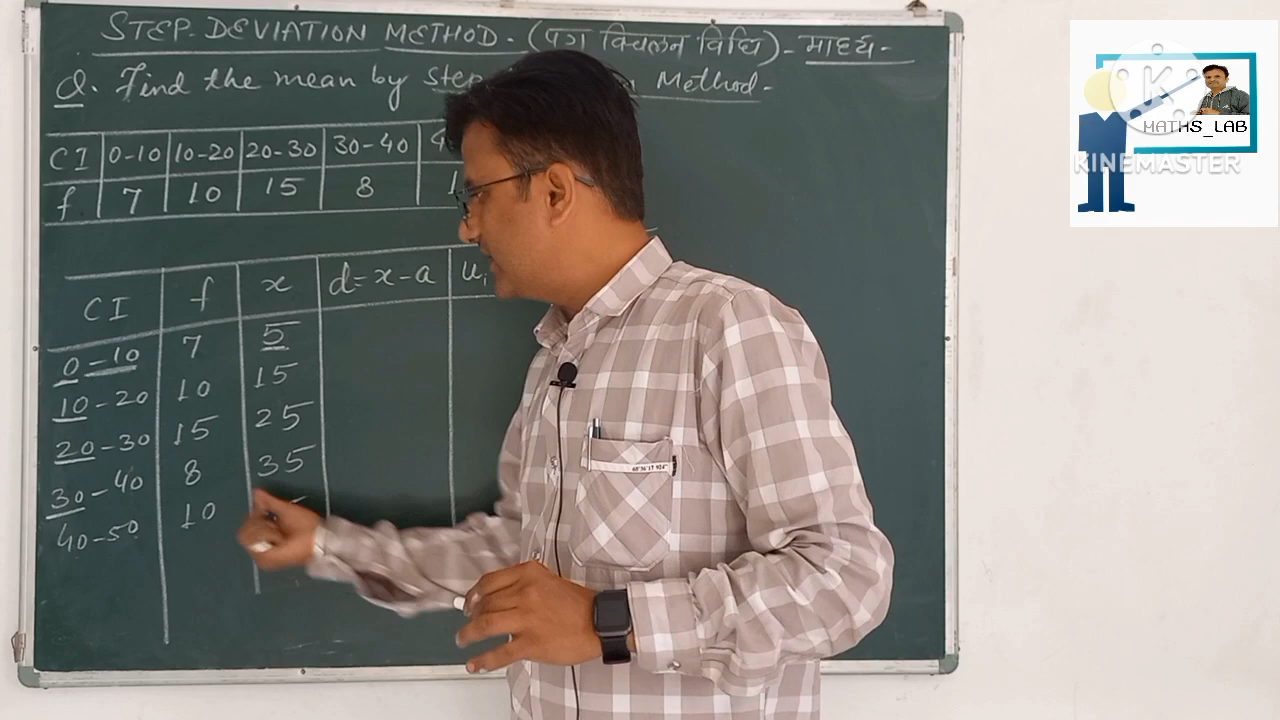 STEP-DEVIATION METHOD-(पग विचलन विधि)-माध्य-
Q. Find the mean by Step Method-
CI 0-10 10-20 20-30 30-40
f 7 10 15 8
CI f x d=x-a ui
0-10 7 5
10-20 10 15
20-30 15 25
30-40 8 35
40-50 10
K
MATHS_LAB
KINEMASTER